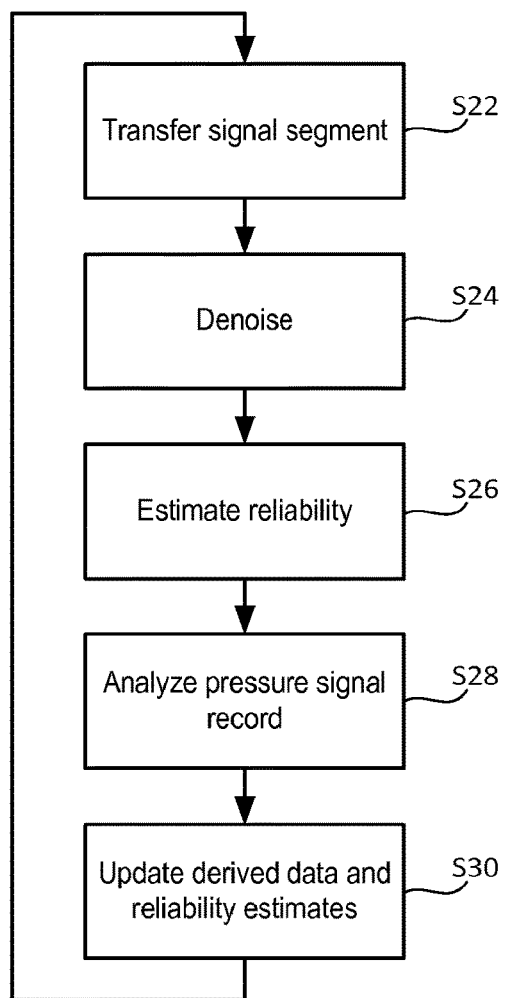 Transfer signal segment
S22
Denoise
S24
Estimate reliability
S26
Analyze pressure signal
record
S28
Update derived data and
reliability estimates
S30